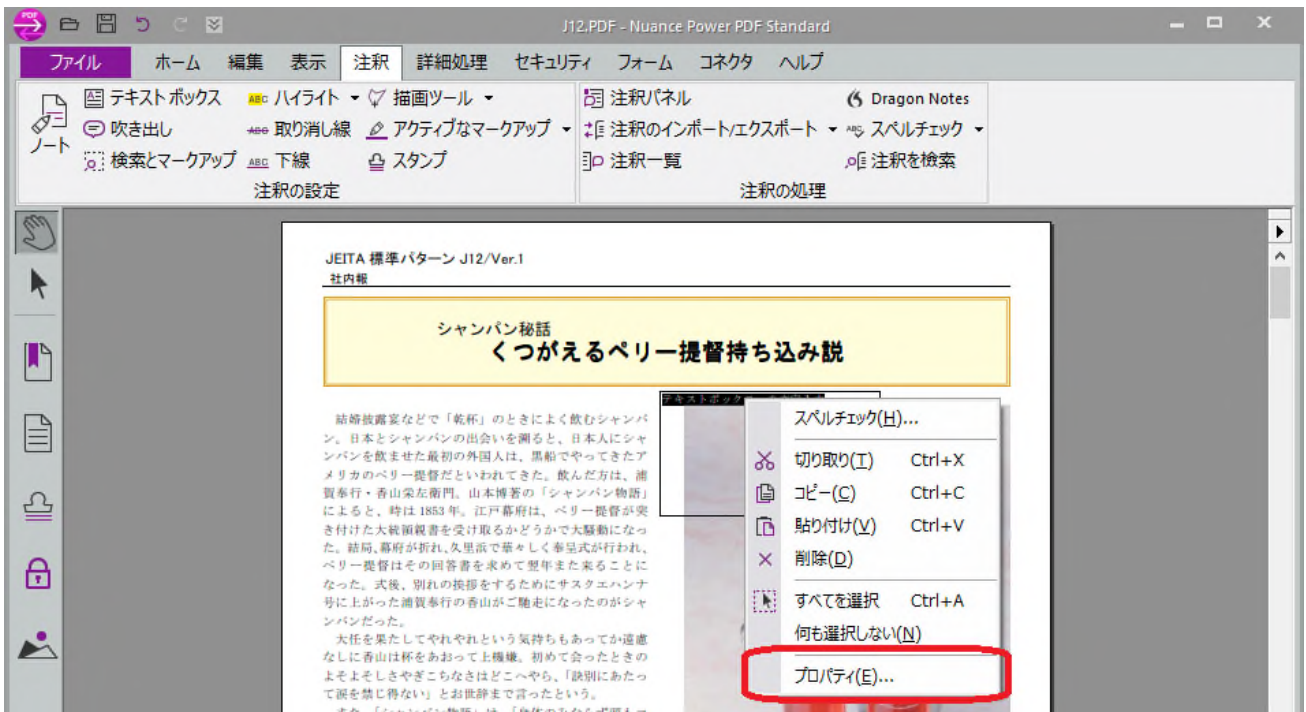 PDF
J12.PDF - Nuance Power PDF Standard
ファイル ホーム 編集 表示 注釈 詳細処理 セキュリティ フォーム コネクタ ヘルプ
ノート
テキスト ボックス
吹き出し
検索とマークアップ
ABC ハイライト
ABC 取り消し線
ABC 下線
描画ツール
アクティブなマークアップ
スタンプ
注釈の設定
注釈パネル
注釈のインポート/エクスポート
注釈一覧
Dragon Notes
ABC スペルチェック
注釈を検索
注釈の処理
JEITA 標準パターン J12/Ver.1
社内報
シャンパン秘話
くつがえるペリー提督持ち込み説
結婚披露宴などで「乾杯」のときによく飲むシャンパ
ン。日本とシャンパンの出会いを溯ると、日本人にシャ
ンパンを飲ませた最初の外国人は、黒船でやってきたア
メリカのペリー提督だといわれてきた。飲んだ方は、浦
賀奉行・香山栄左衛門。山本博著の「シャンパン物語」
によると、時は 1853 年。江戸幕府は、ペリー提督が突
き付けた大統領親書を受け取るかどうかで大騒動になっ
た。結局、幕府が折れ、久里浜で華々しく奉呈式が行われ、
ペリー提督はその回答書を求めて翌年また来ることに
なった。式後、別れの挨拶をするためにサスクエハンナ
号に上がった浦賀奉行の香山がご馳走になったのがシャ
ンパンだった。
大任を果たしてやれやれという気持ちもあってか遠慮
なしに香山は杯をあおって上機嫌。初めて会ったときの
よそよそしさやぎこちなさはどこへやら、「訣別にあたっ
て涙を禁じ得ない」とお世辞まで言ったという。
テキストボック
スペルチェック(H)...
切り取り(T) Ctrl+X
コピー(C) Ctrl+C
貼り付け(V) Ctrl+V
削除(D)
すべてを選択 Ctrl+A
何も選択しない(N)
プロパティ(E)...